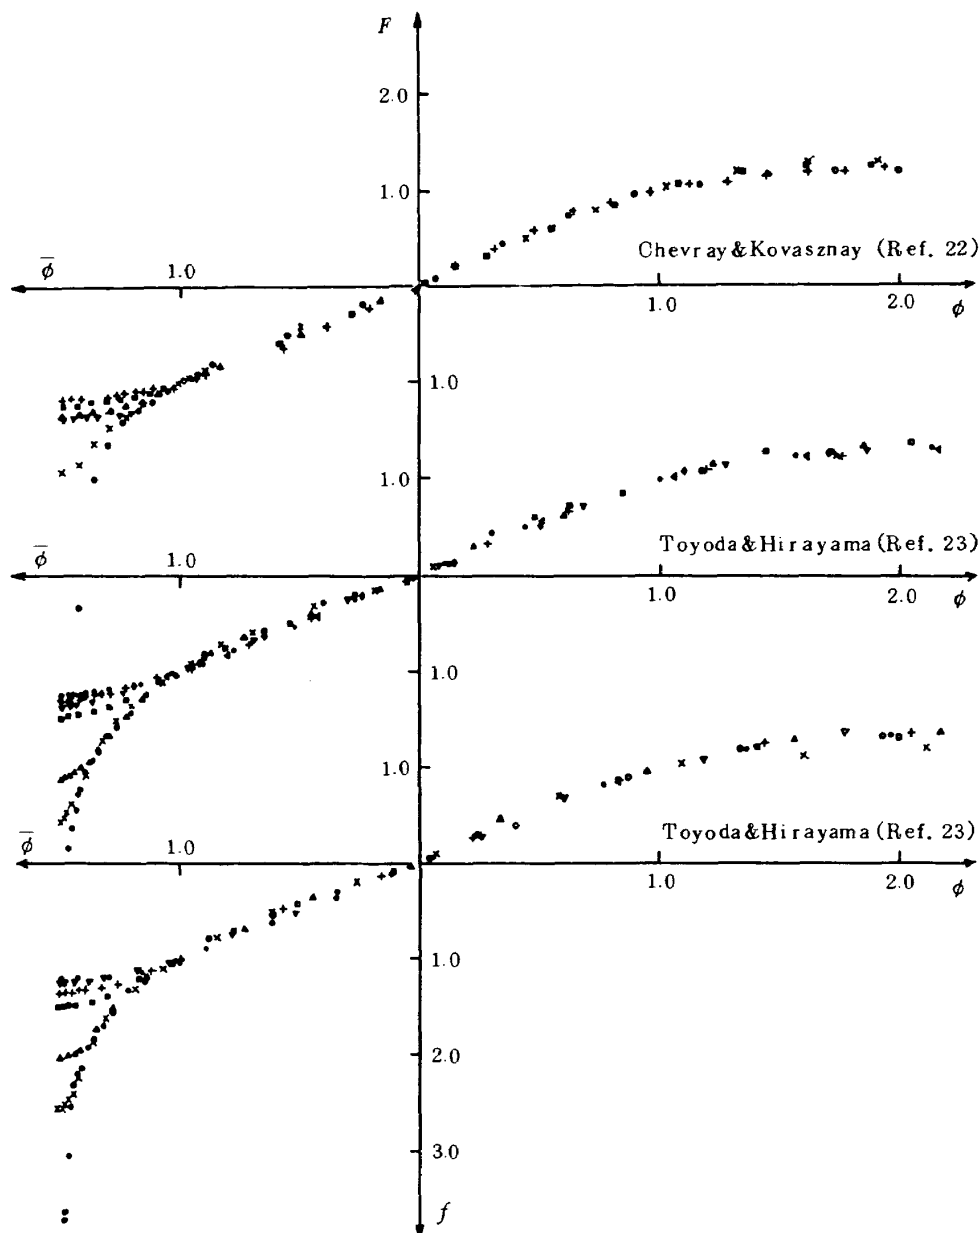 F
2.0
1.0
Chevray&Kovasznay (Ref. 22)
ϕ̅ 1.0
1.0 2.0
ϕ
1.0
1.0
Toyoda&Hirayama (Ref. 23)
ϕ̅ 1.0
1.0 2.0
ϕ
1.0
1.0
Toyoda&Hirayama (Ref. 23)
ϕ̅ 1.0
1.0 2.0
ϕ
1.0
2.0
3.0
f